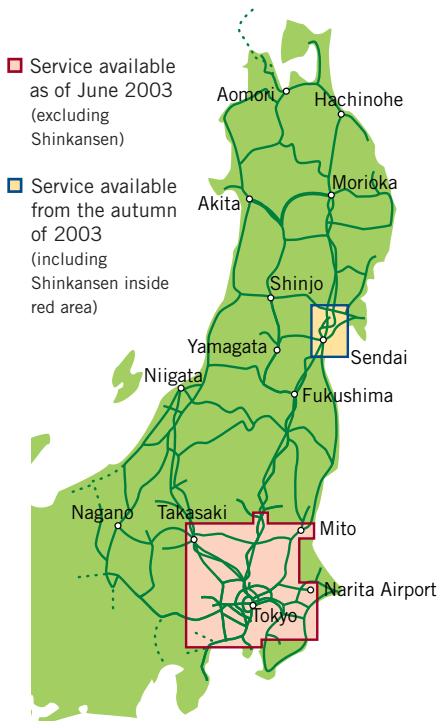 Service available
as of June 2003
(excluding
Shinkansen)
Service available
from the autumn
of 2003
(including
Shinkansen inside
red area)
Aomori
Hachinohe
Morioka
Akita
Shinjo
Yamagata
Sendai
Niigata
Fukushima
Nagano
Takasaki
Mito
Narita Airport
Tokyo